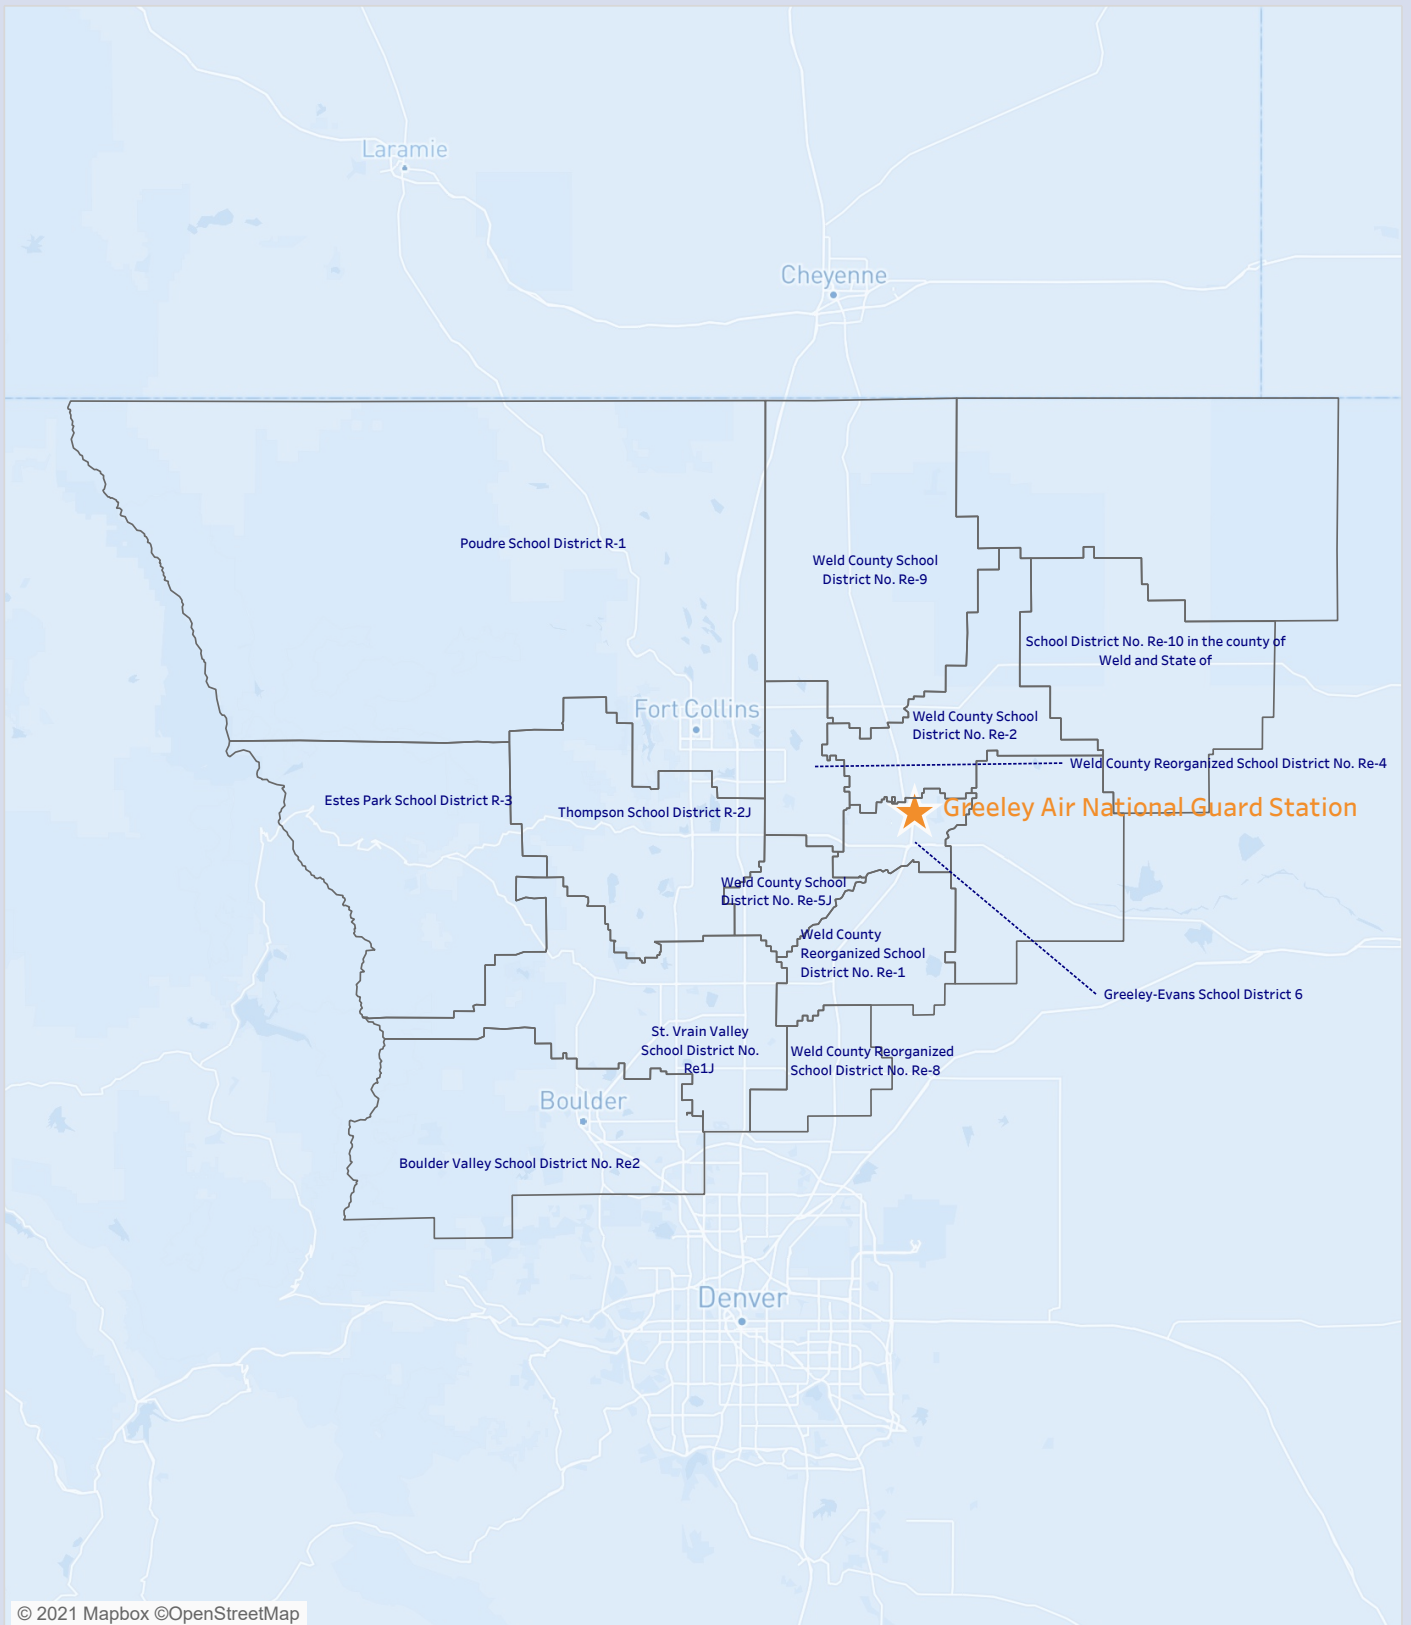 Laramie
Cheyenne
Poudre School District R-1
Weld County School
District No. Re-9
School District No. Re-10 in the county of
Weld and State of
Fort Collins
Weld County School
District No. Re-2
Weld County Reorganized School District No. Re-4
Estes Park School District R-3
Thompson School District R-2J
Greeley Air National Guard Station
Weld County School
District No. Re-5J
Weld County
Reorganized School
District No. Re-1
Greeley-Evans School District 6
St. Vrain Valley
School District No.
Re1J
Weld County Reorganized
School District No. Re-8
Boulder
Boulder Valley School District No. Re2
Denver
© 2021 Mapbox ©OpenStreetMap